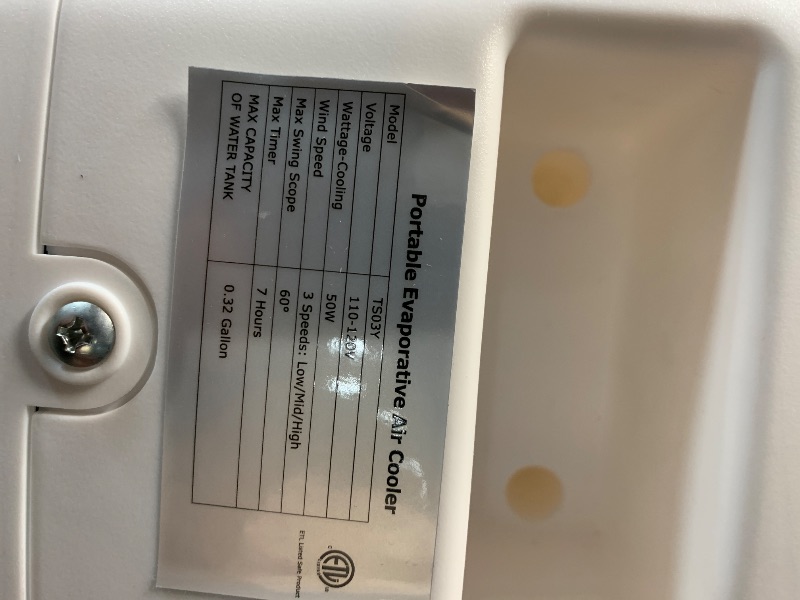 Portable Evaporative Air Cooler
Model TS03Y
Voltage 110-120V
Wattage-Cooling 50W
Wind Speed 3 Speeds: Low/Mid/High
Max Swing Scope 60°
Max Timer 7 Hours
MAX CAPACITY
OF WATER TANK 0.32 Gallon
ETL
ETL Listed Safe Product